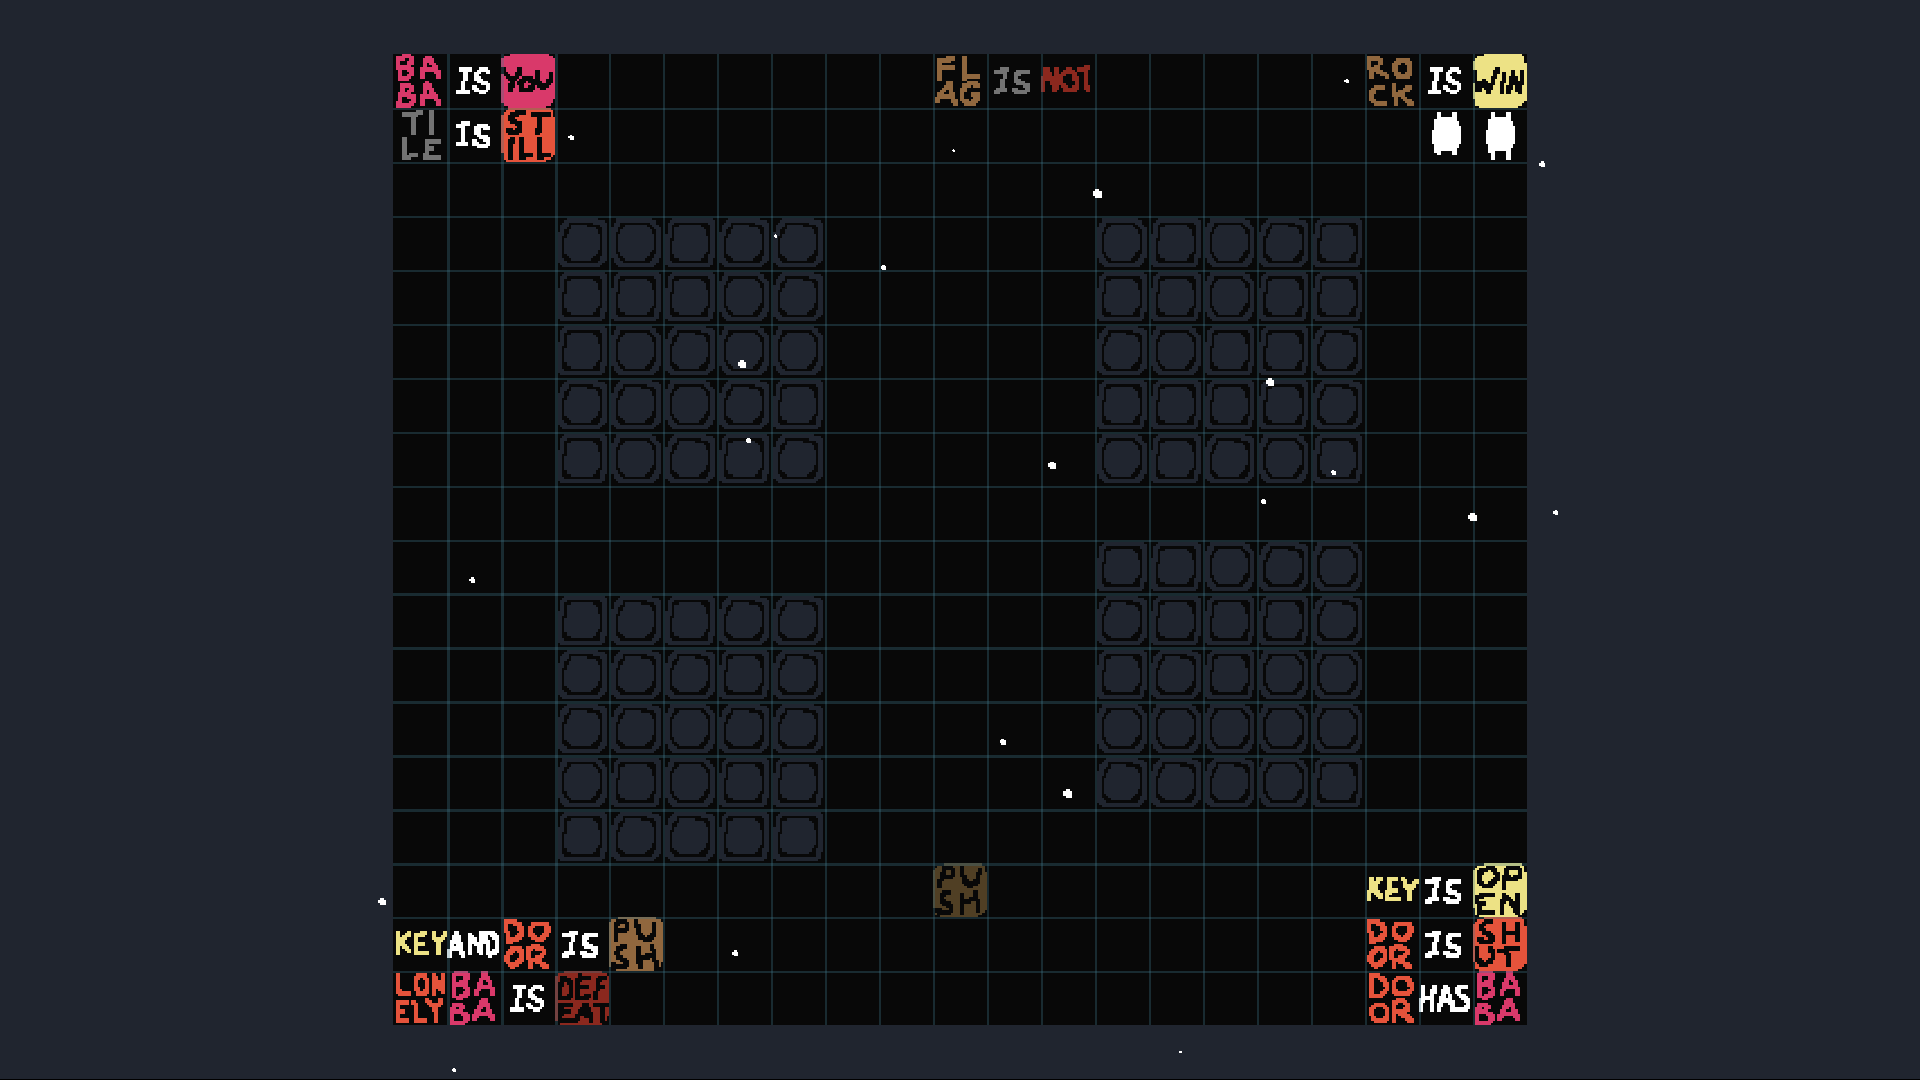 BABA IS YOU FLAG IS NOT ROCK IS WIN
TILE IS STILL
PUSH KEY IS OPEN
KEY AND DOOR IS PUSH DOOR IS SHUT
LONELY BABA IS DEFEAT DOOR HAS BABA